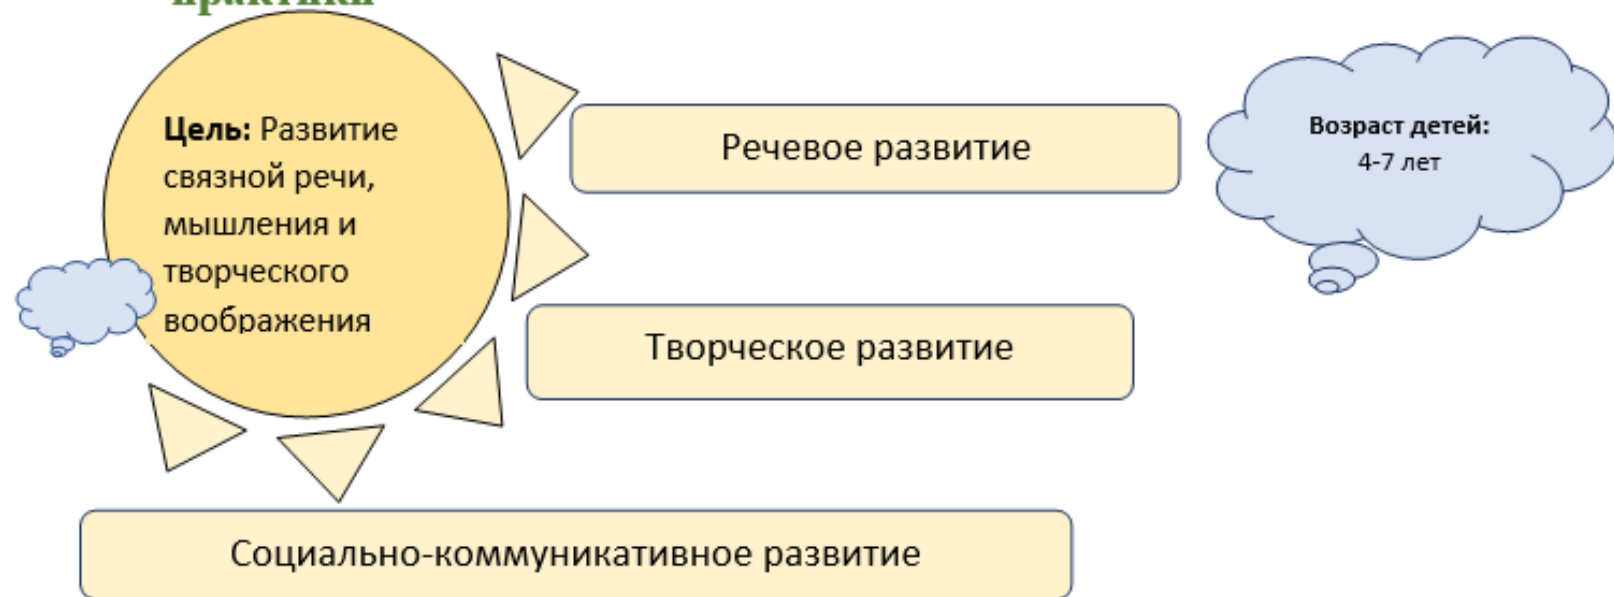 практики
Цель: Развитие
связной речи,
мышления и
творческого
воображения
Речевое развитие
Возраст детей:
4-7 лет
Творческое развитие
Социально-коммуникативное развитие